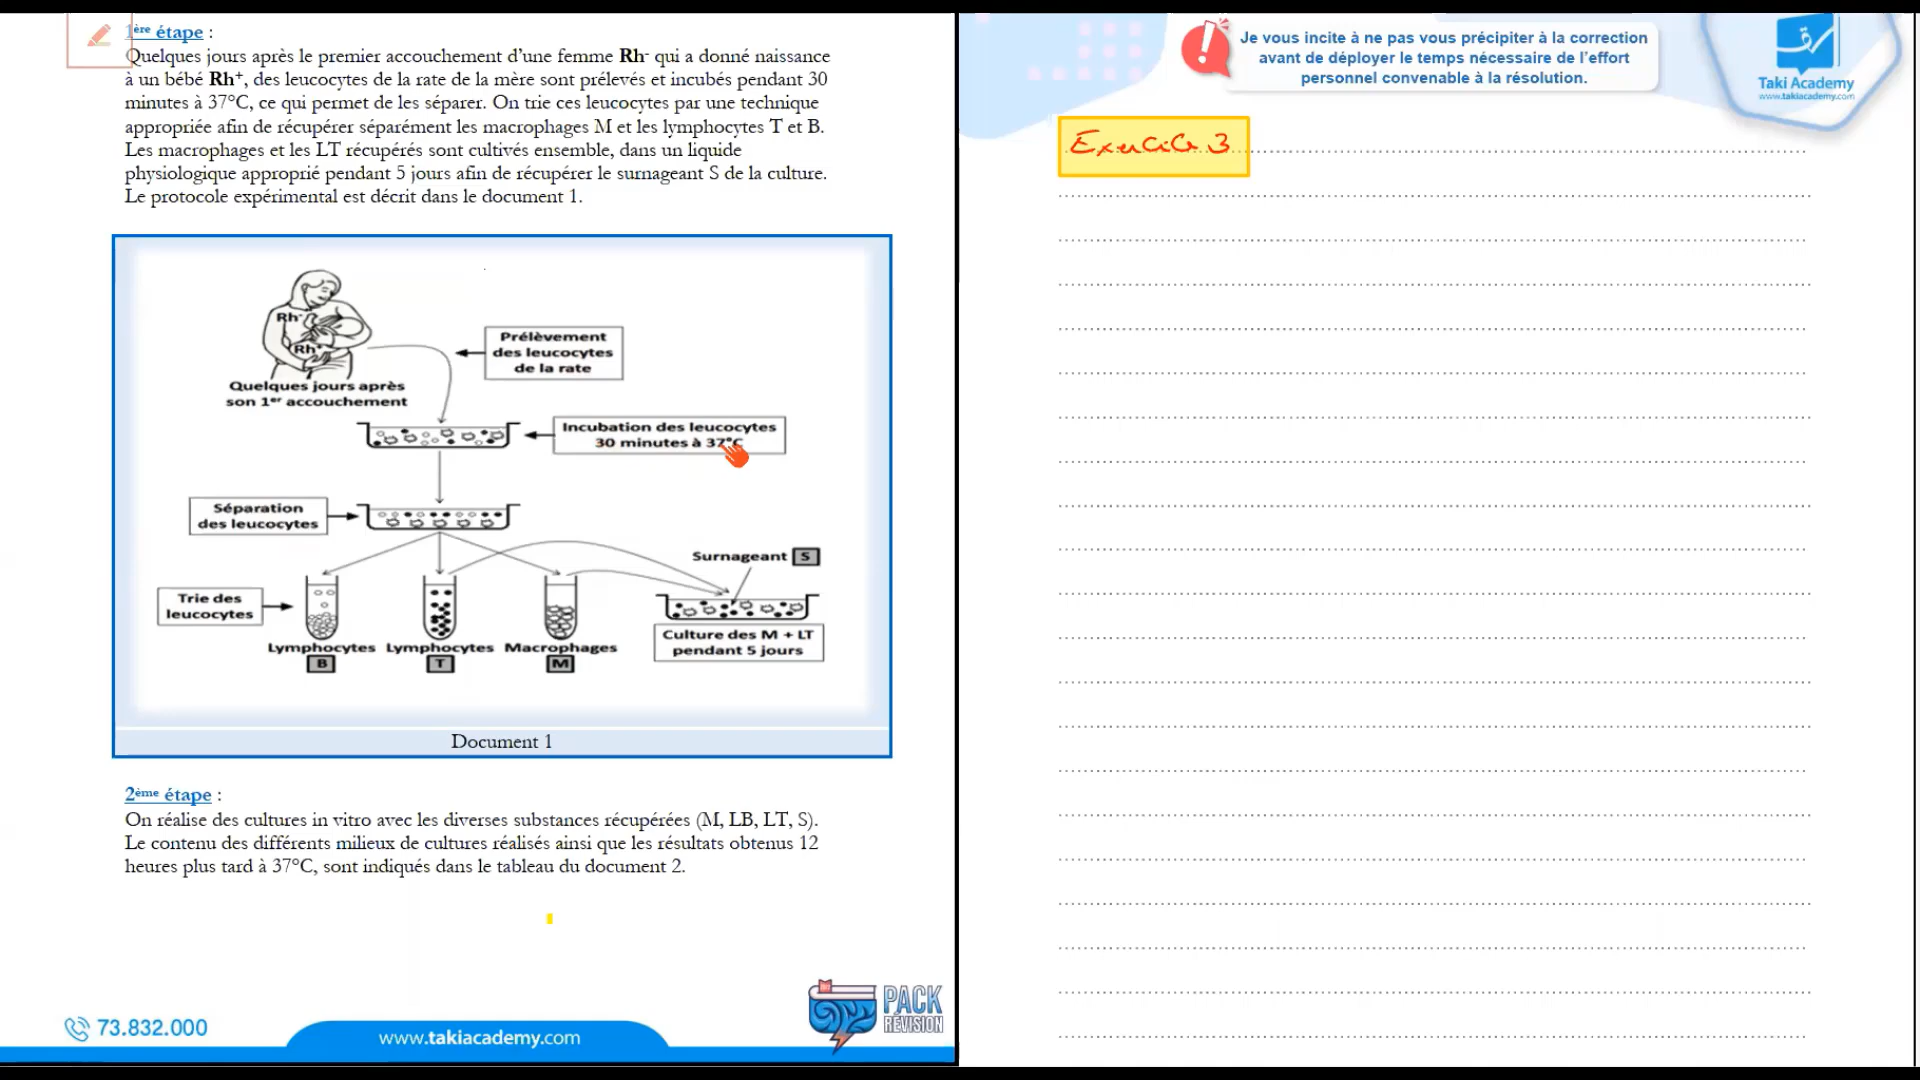 1ère étape :
Quelques jours après le premier accouchement d'une femme Rh- qui a donné naissance
à un bébé Rh+, des leucocytes de la rate de la mère sont prélevés et incubés pendant 30
minutes à 37°C, ce qui permet de les séparer. On trie ces leucocytes par une technique
appropriée afin de récupérer séparément les macrophages M et les lymphocytes T et B.
Les macrophages et les LT récupérés sont cultivés ensemble, dans un liquide
physiologique approprié pendant 5 jours afin de récupérer le surnageant S de la culture.
Le protocole expérimental est décrit dans le document 1.
Rh-
Rh+
Quelques jours après
son 1er accouchement
Prélèvement
des leucocytes
de la rate
Incubation des leucocytes
30 minutes à 37°C
Séparation
des leucocytes
Surnageant S
Trie des
leucocytes
Lymphocytes Lymphocytes Macrophages
B T M
Culture des M + LT
pendant 5 jours
Document 1
2ème étape :
On réalise des cultures in vitro avec les diverses substances récupérées (M, LB, LT, S).
Le contenu des différents milieux de cultures réalisés ainsi que les résultats obtenus 12
heures plus tard à 37°C, sont indiqués dans le tableau du document 2.
PACK
RÉVISION
73.832.000
www.takiacademy.com
Je vous incite à ne pas vous précipiter à la correction
avant de déployer le temps nécessaire de l'effort
personnel convenable à la résolution.
Taki Academy
www.takiacademy.com
Exercice 3